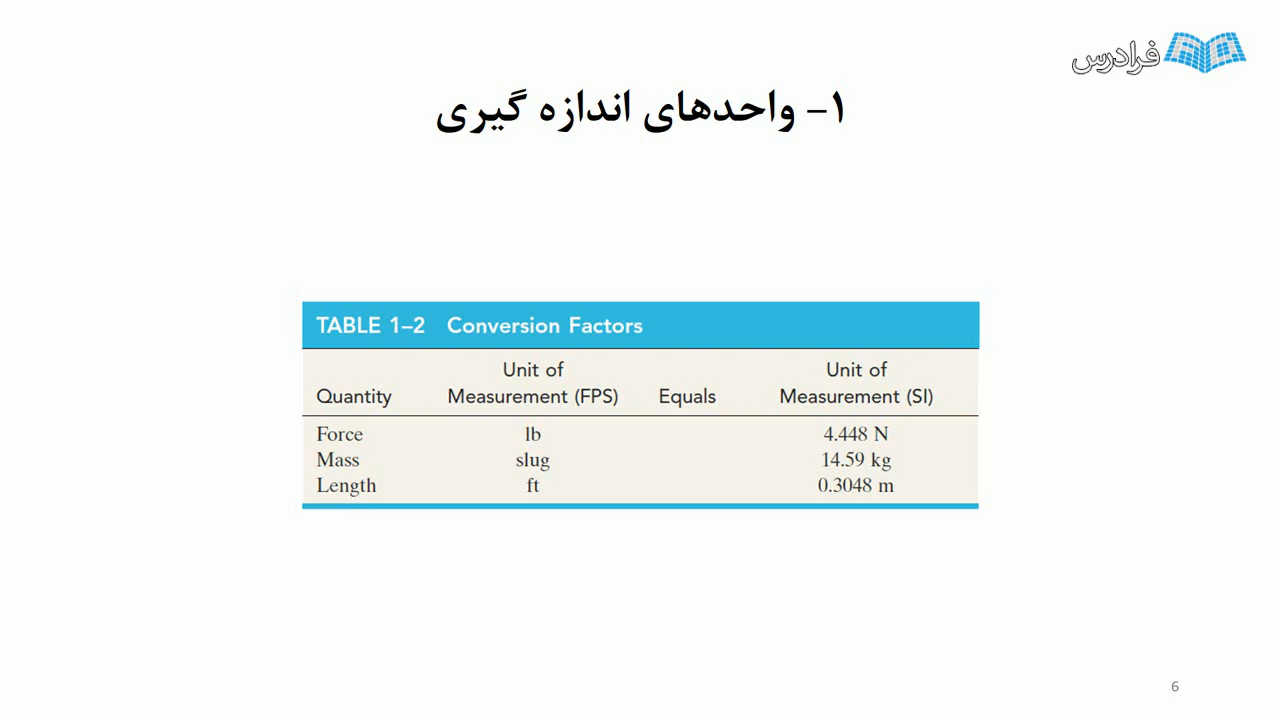 فرادرس
۱- واحدهای اندازه گیری
TABLE 1–2 Conversion Factors
Quantity Unit of Measurement (FPS) Equals Unit of Measurement (SI)
Force lb 4.448 N
Mass slug 14.59 kg
Length ft 0.3048 m
6